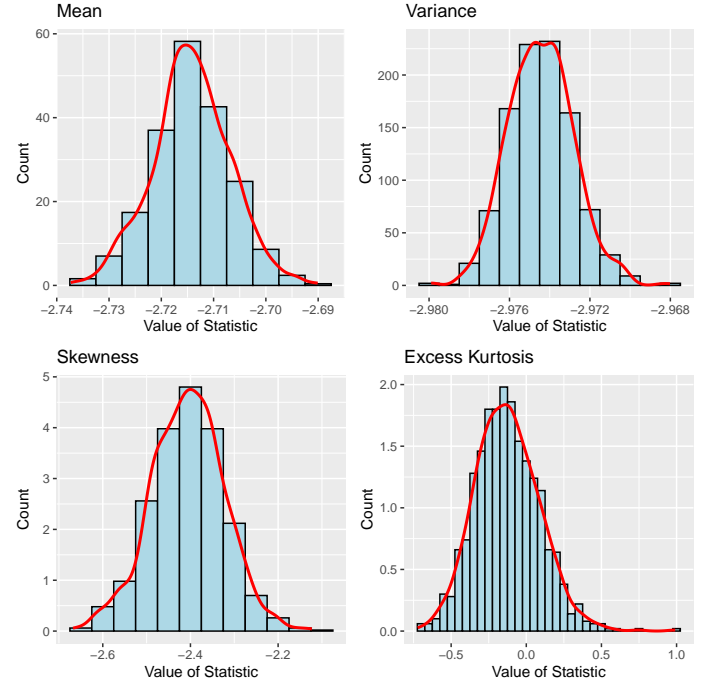 Mean
Count
60
40
20
0
−2.74 −2.73 −2.72 −2.71 −2.70 −2.69
Value of Statistic
Variance
Count
200
150
100
50
0
−2.980 −2.976 −2.972 −2.968
Value of Statistic
Skewness
Count
5
4
3
2
1
0
−2.6 −2.4 −2.2
Value of Statistic
Excess Kurtosis
Count
2.0
1.5
1.0
0.5
0.0
−0.5 0.0 0.5 1.0
Value of Statistic